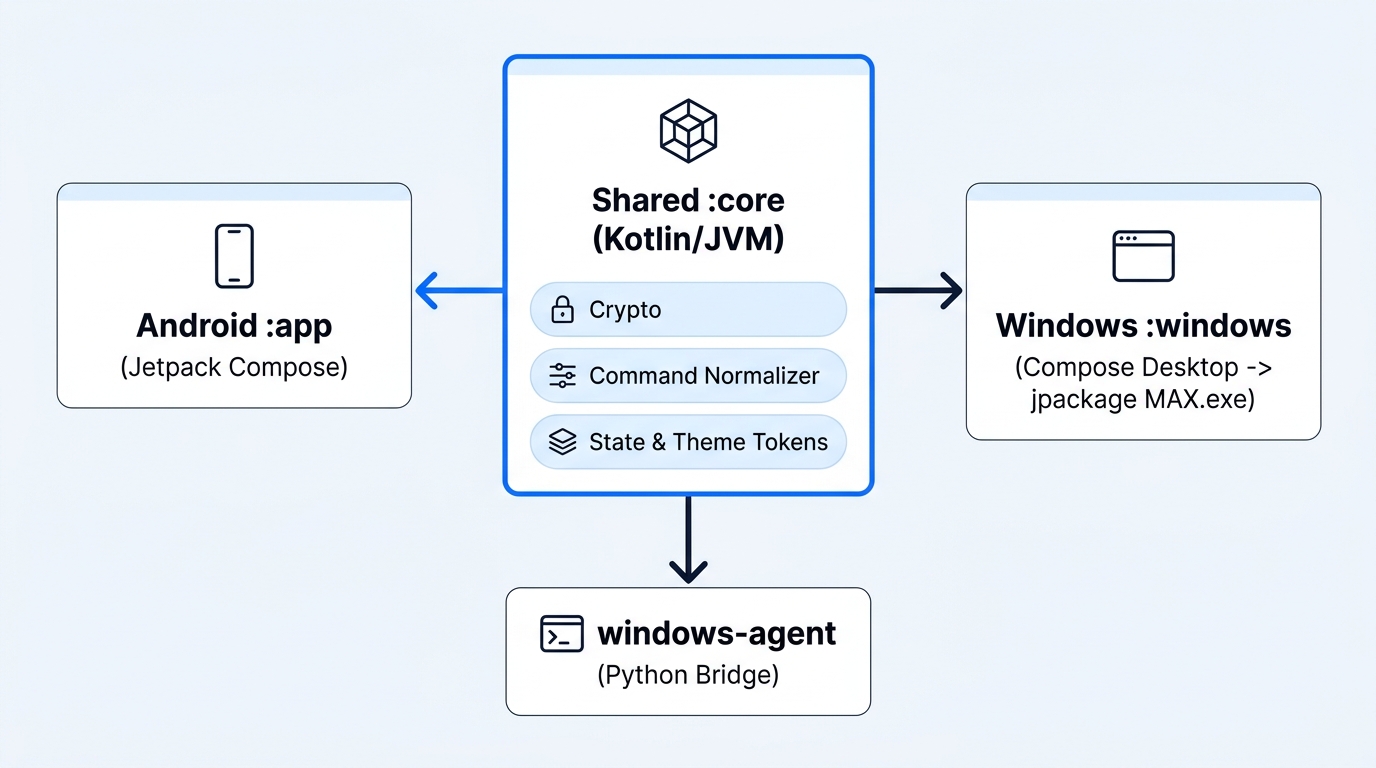 Shared :core
(Kotlin/JVM)
Crypto
Command Normalizer
State & Theme Tokens
Android :app
(Jetpack Compose)
Windows :windows
(Compose Desktop ->
jpackage MAX.exe)
windows-agent
(Python Bridge)